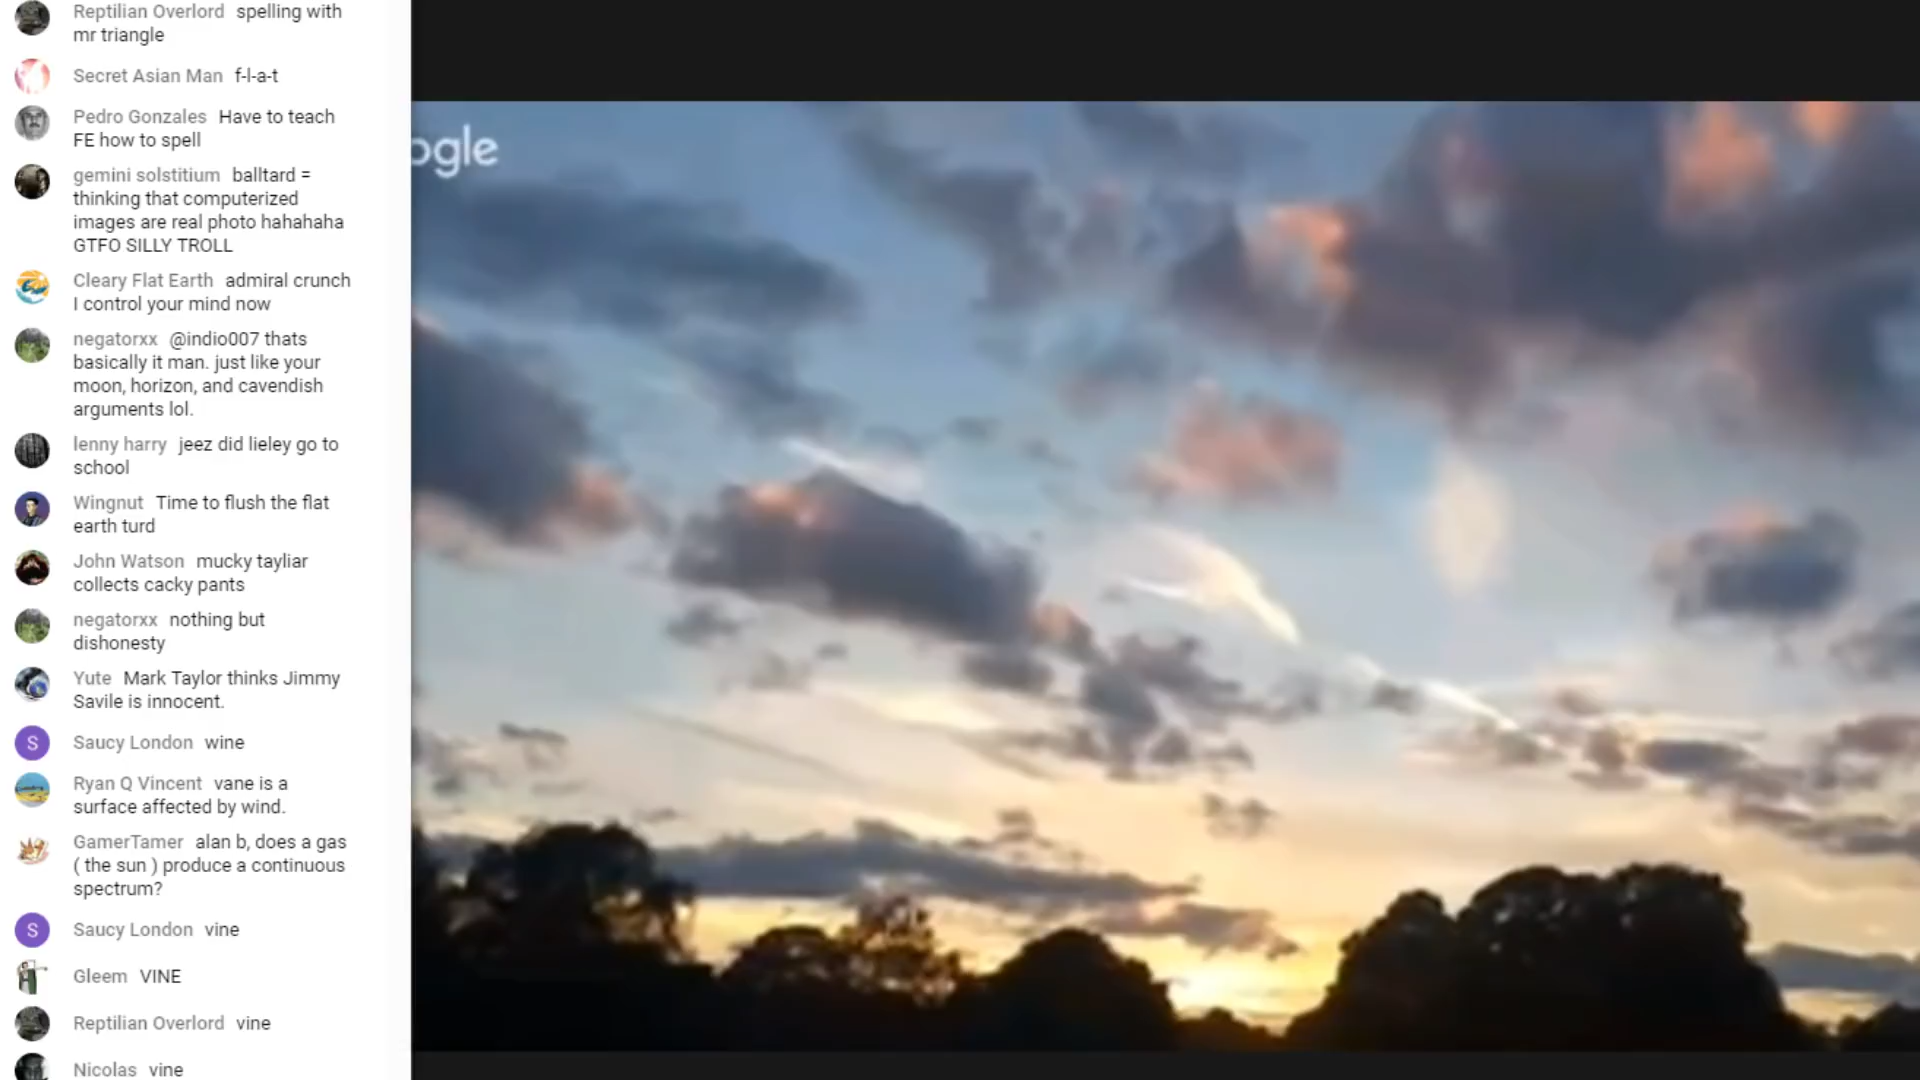 Reptilian Overlord spelling with
mr triangle
Secret Asian Man f-l-a-t
Pedro Gonzales Have to teach
FE how to spell
gemini solstitium balltard =
thinking that computerized
images are real photo hahahaha
GTFO SILLY TROLL
Cleary Flat Earth admiral crunch
I control your mind now
negatorxx @indio007 thats
basically it man. just like your
moon, horizon, and cavendish
arguments lol.
lenny harry jeez did lieley go to
school
Wingnut Time to flush the flat
earth turd
John Watson mucky tayliar
collects cacky pants
negatorxx nothing but
dishonesty
Yute Mark Taylor thinks Jimmy
Savile is innocent.
S Saucy London wine
Ryan Q Vincent vane is a
surface affected by wind.
GamerTamer alan b, does a gas
( the sun ) produce a continuous
spectrum?
S Saucy London vine
Gleem VINE
Reptilian Overlord vine
Nicolas vine
ogle